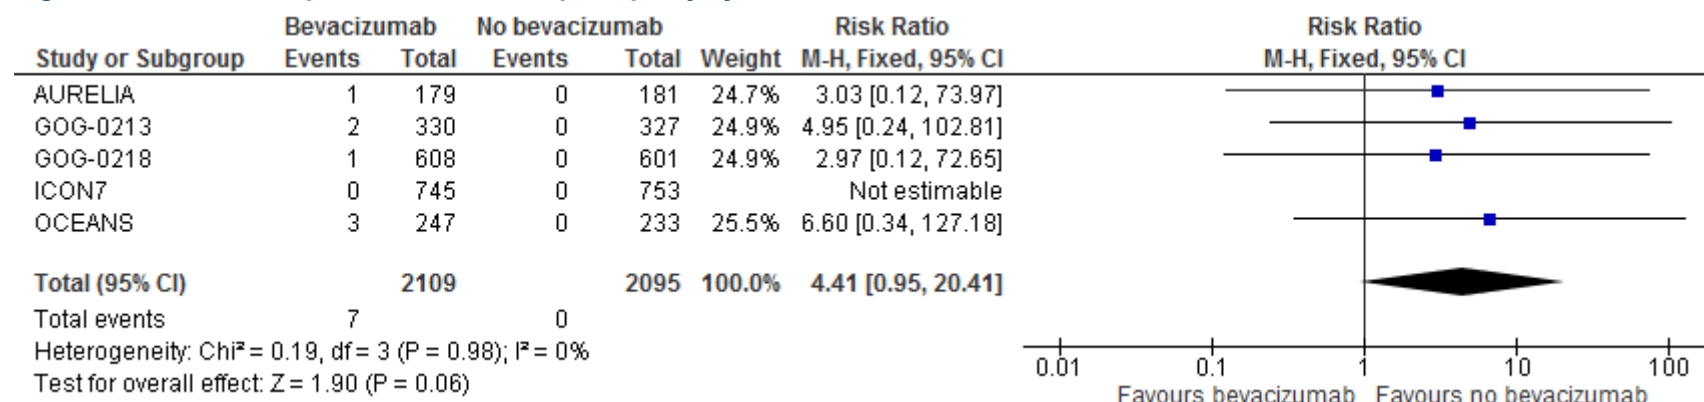 Bevacizumab No bevacizumab Risk Ratio Risk Ratio
Study or Subgroup Events Total Events Total Weight M-H, Fixed, 95% CI M-H, Fixed, 95% CI
AURELIA 1 179 0 181 24.7% 3.03 [0.12, 73.97]
GOG-0213 2 330 0 327 24.9% 4.95 [0.24, 102.81]
GOG-0218 1 608 0 601 24.9% 2.97 [0.12, 72.65]
ICON7 0 745 0 753 Not estimable
OCEANS 3 247 0 233 25.5% 6.60 [0.34, 127.18]
Total (95% CI) 2109 2095 100.0% 4.41 [0.95, 20.41]
Total events 7 0
Heterogeneity: Chi² = 0.19, df = 3 (P = 0.98); I² = 0%
Test for overall effect: Z = 1.90 (P = 0.06)
0.01 0.1 1 10 100
Favours bevacizumab Favours no bevacizumab